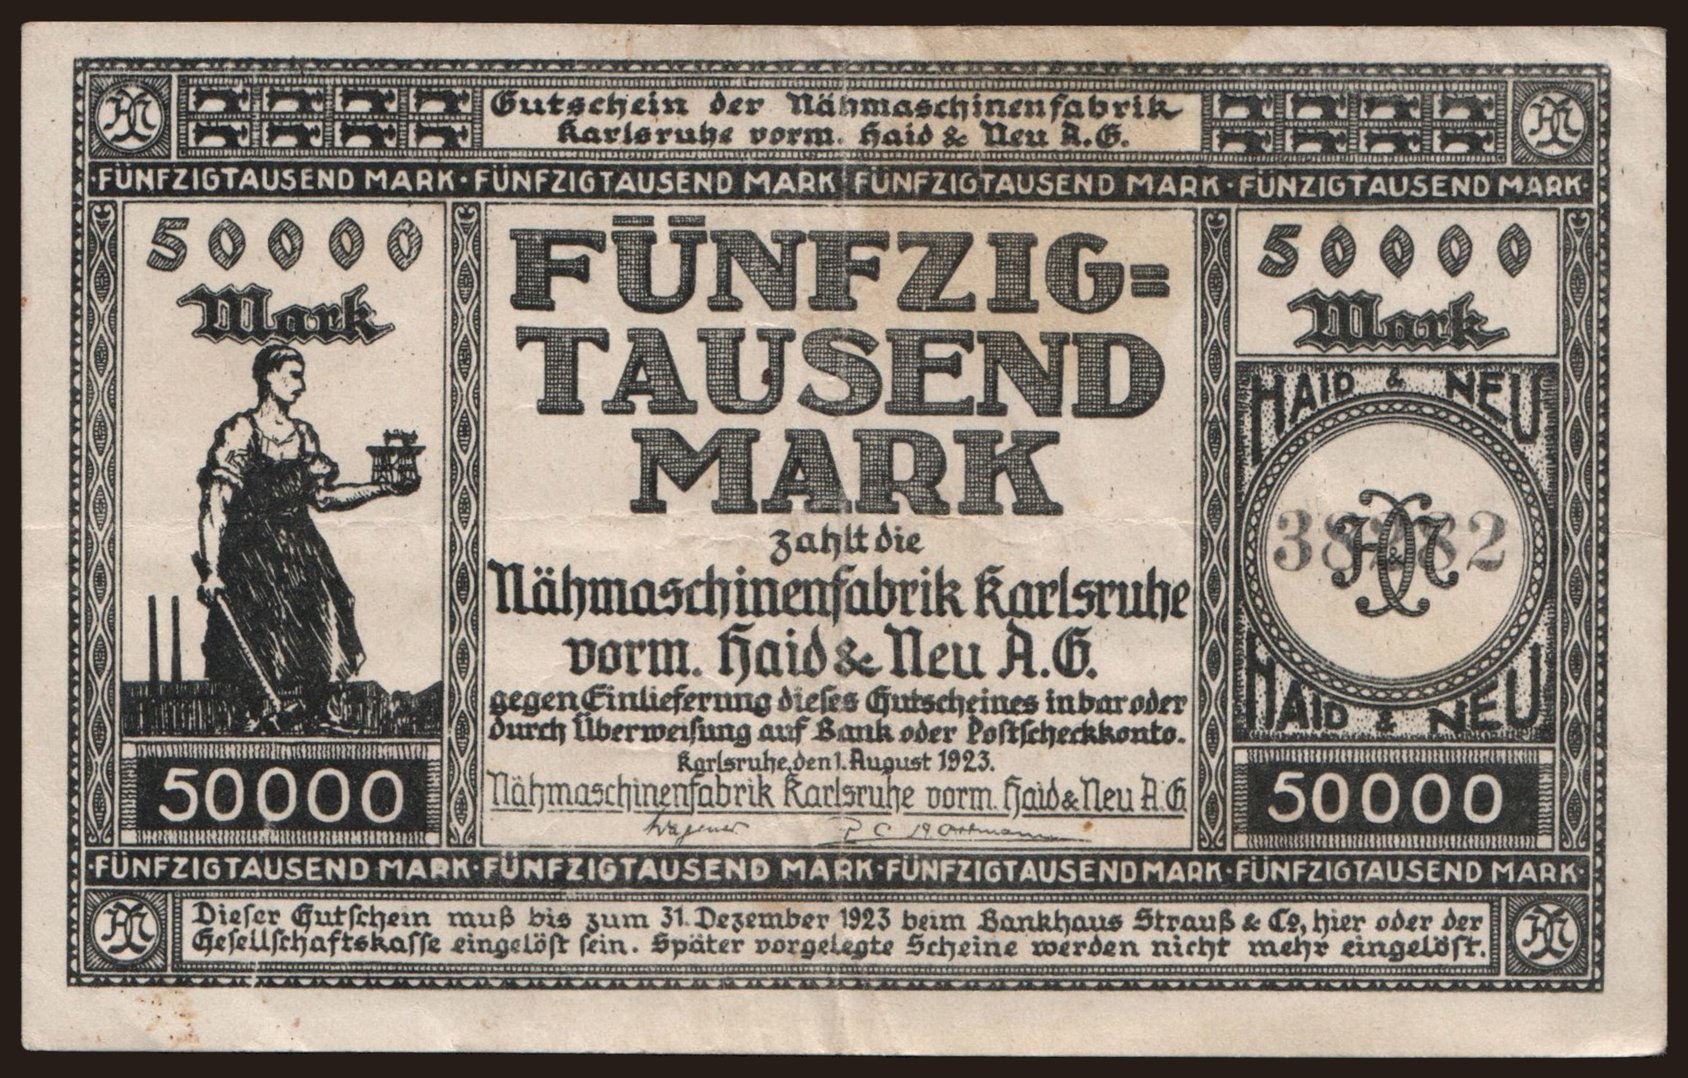 Gutschein der Nähmaschinenfabrik
Karlsruhe vorm. Haid & Neu A.G.
·FÜNFZIGTAUSEND MARK·FÜNFZIGTAUSEND MARK FÜNFZIGTAUSEND MARK·FÜNZIGTAUSEND MARK·
50000
Mark
50000
FÜNFZIG=
TAUSEND
MARK
zahlt die
Nähmaschinenfabrik Karlsruhe
vorm. Haid & Neu A.G.
gegen Einlieferung dieses Gutscheines in bar oder
durch Überweisung auf Bank oder Postscheckkonto.
Karlsruhe, den 1. August 1923.
Nähmaschinenfabrik Karlsruhe vorm. Haid & Neu A.G
50000
Mark
HAID & NEU
HAID & NEU
50000
·FÜNFZIGTAUSEND MARK·FÜNFZIGTAUSEND MARK·FÜNFZIGTAUSEND MARK·FÜNFZIGTAUSEND MARK·
Dieser Gutschein muß bis zum 31. Dezember 1923 beim Bankhaus Strauß & Co, hier oder der
Gesellschaftskasse eingelöst sein. Später vorgelegte Scheine werden nicht mehr eingelöst.